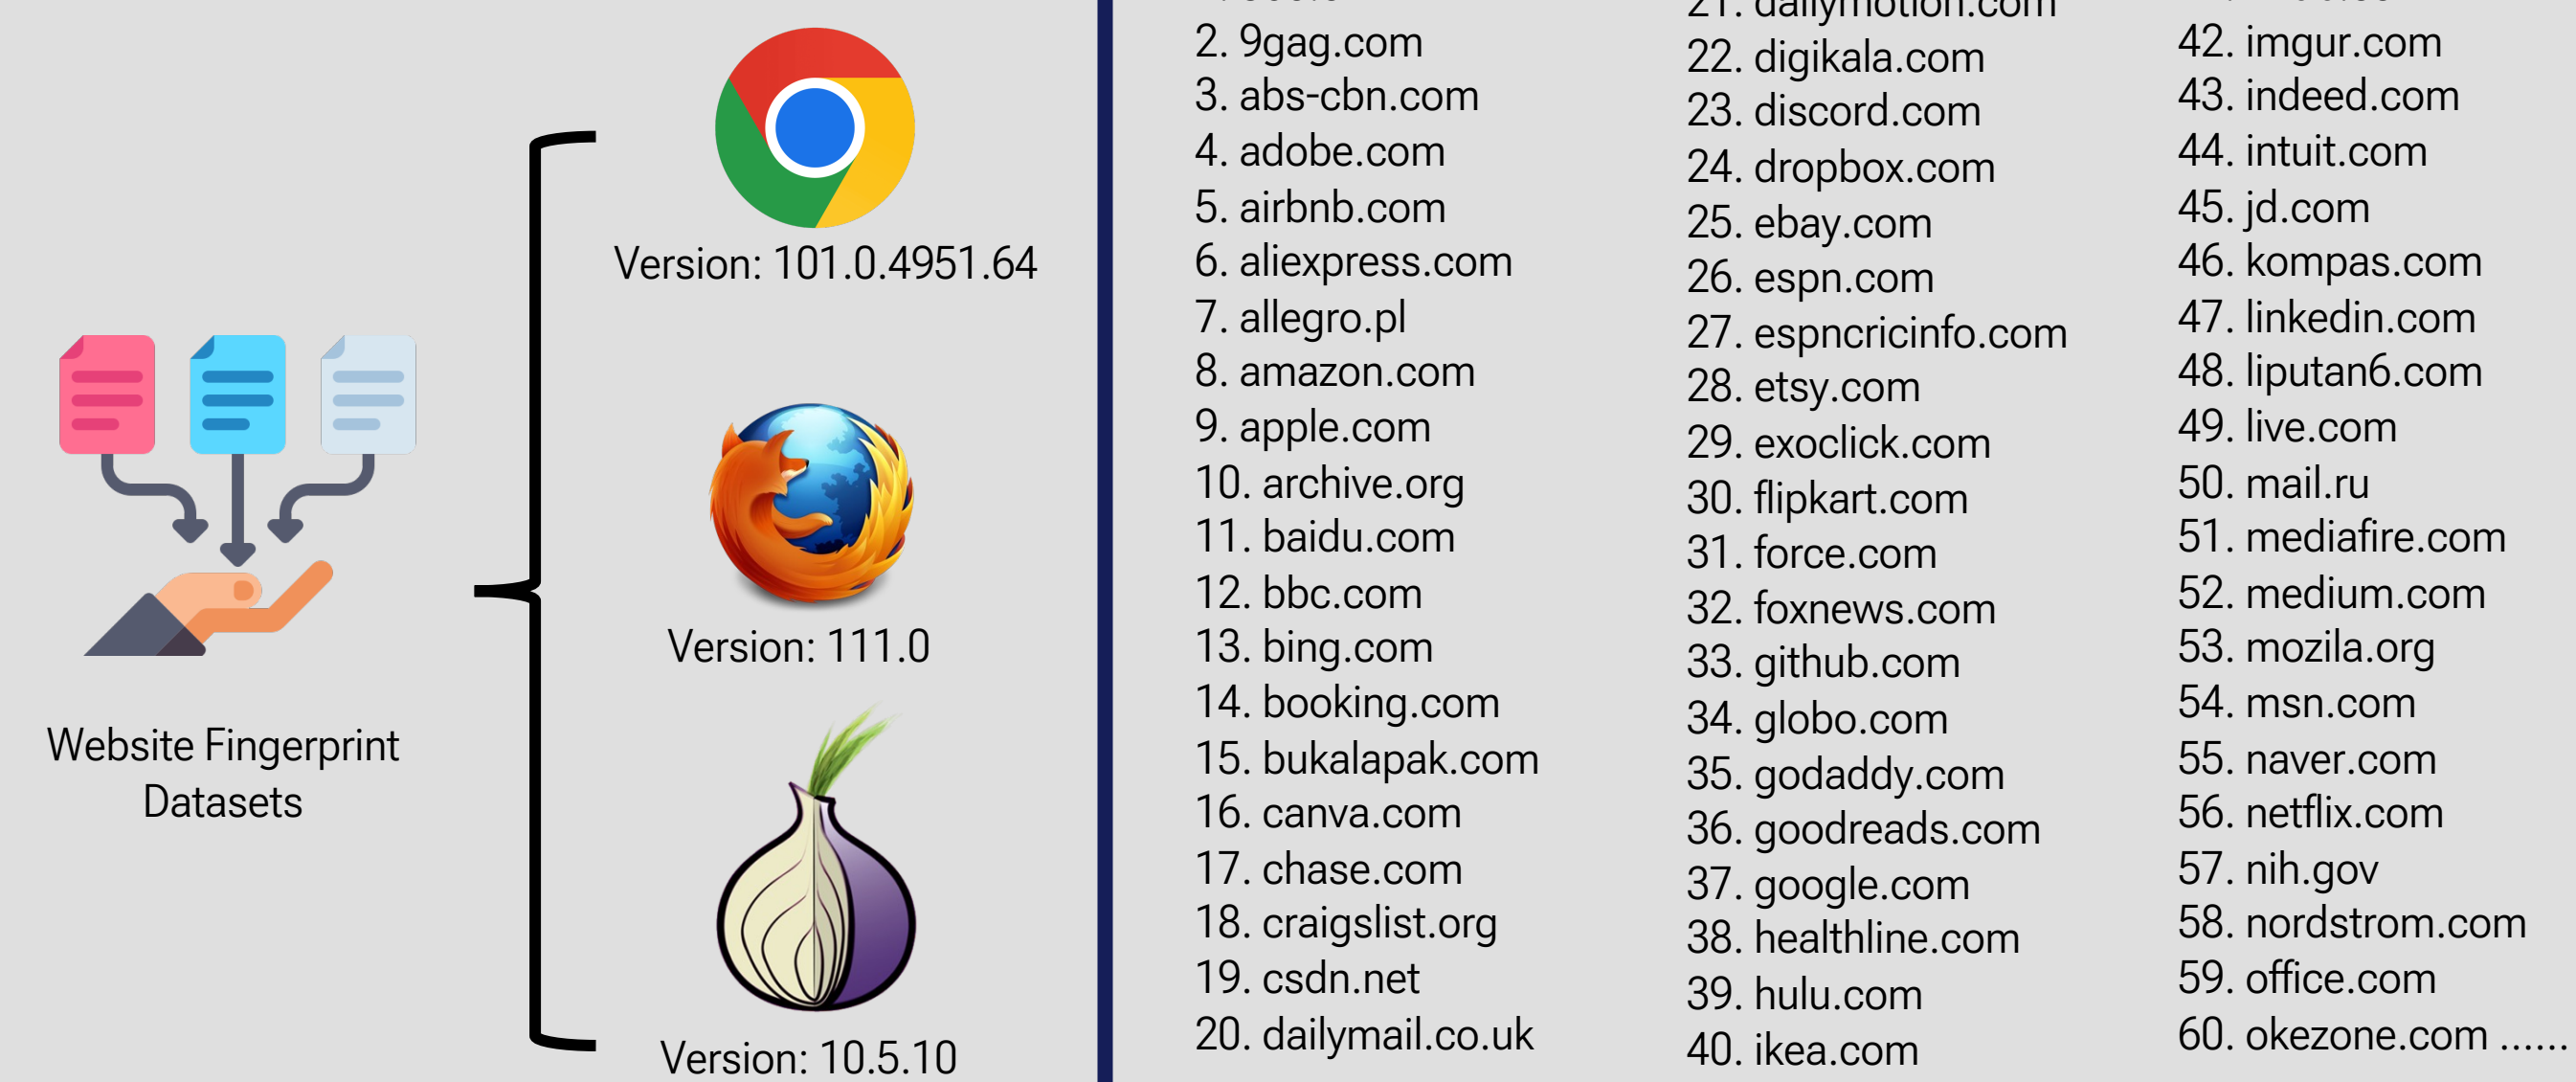 Website Fingerprint
Datasets
Version: 101.0.4951.64
Version: 111.0
Version: 10.5.10
2. 9gag.com
3. abs-cbn.com
4. adobe.com
5. airbnb.com
6. aliexpress.com
7. allegro.pl
8. amazon.com
9. apple.com
10. archive.org
11. baidu.com
12. bbc.com
13. bing.com
14. booking.com
15. bukalapak.com
16. canva.com
17. chase.com
18. craigslist.org
19. csdn.net
20. dailymail.co.uk
21. dailymotion.com
22. digikala.com
23. discord.com
24. dropbox.com
25. ebay.com
26. espn.com
27. espncricinfo.com
28. etsy.com
29. exoclick.com
30. flipkart.com
31. force.com
32. foxnews.com
33. github.com
34. globo.com
35. godaddy.com
36. goodreads.com
37. google.com
38. healthline.com
39. hulu.com
40. ikea.com
42. imgur.com
43. indeed.com
44. intuit.com
45. jd.com
46. kompas.com
47. linkedin.com
48. liputan6.com
49. live.com
50. mail.ru
51. mediafire.com
52. medium.com
53. mozila.org
54. msn.com
55. naver.com
56. netflix.com
57. nih.gov
58. nordstrom.com
59. office.com
60. okezone.com ......